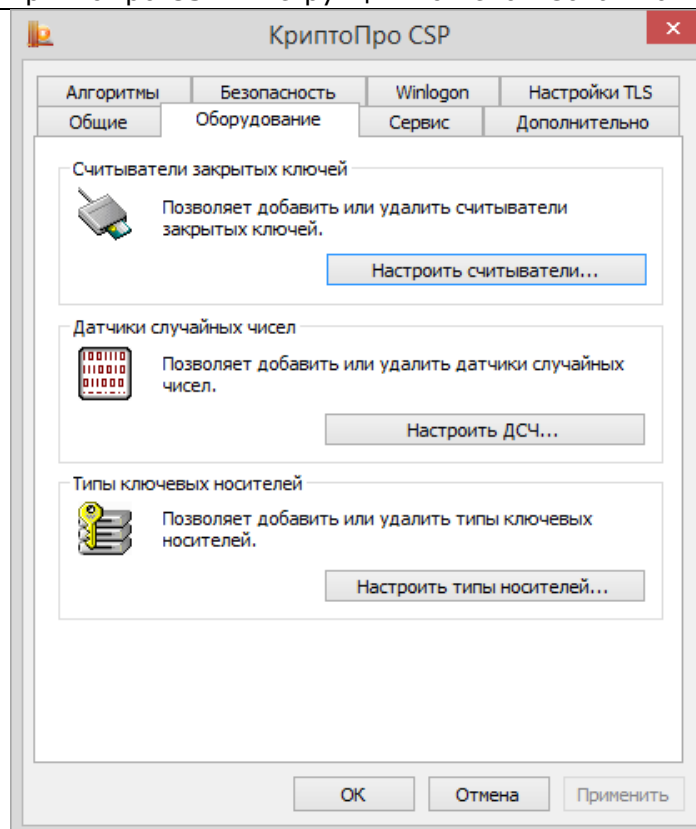 КриптоПро CSP
Алгоритмы Безопасность Winlogon Настройки TLS
Общие Оборудование Сервис Дополнительно
Считыватели закрытых ключей
Позволяет добавить или удалить считыватели
закрытых ключей.
Настроить считыватели...
Датчики случайных чисел
Позволяет добавить или удалить датчики случайных
чисел.
Настроить ДСЧ...
Типы ключевых носителей
Позволяет добавить или удалить типы ключевых
носителей.
Настроить типы носителей...
ОК Отмена Применить